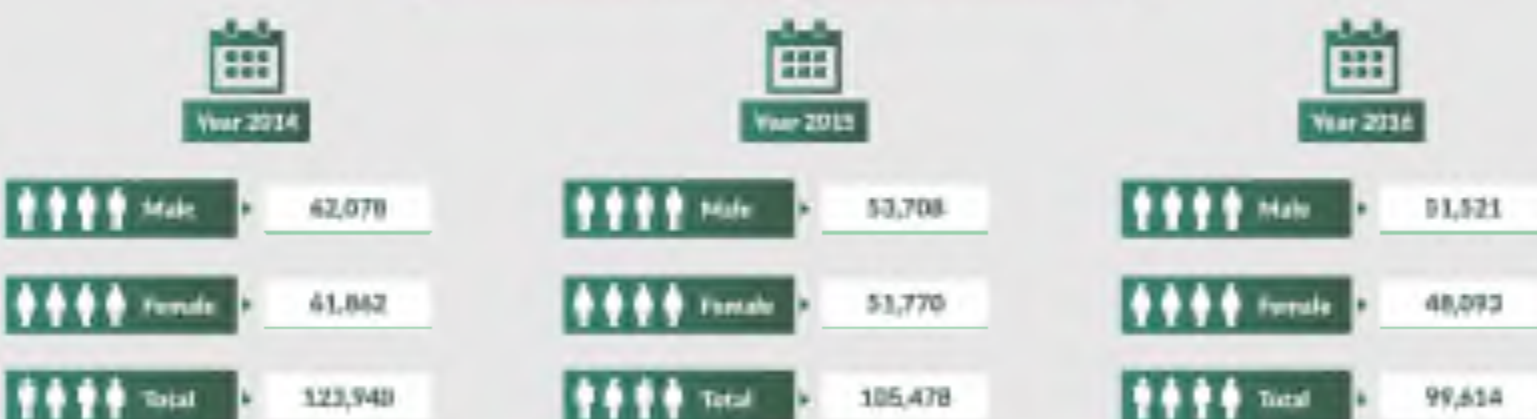 Year 2014 Year 2015 Year 2016
Male 62,078 Male 53,708 Male 51,521
Female 61,862 Female 51,770 Female 48,093
Total 123,940 Total 105,478 Total 99,614